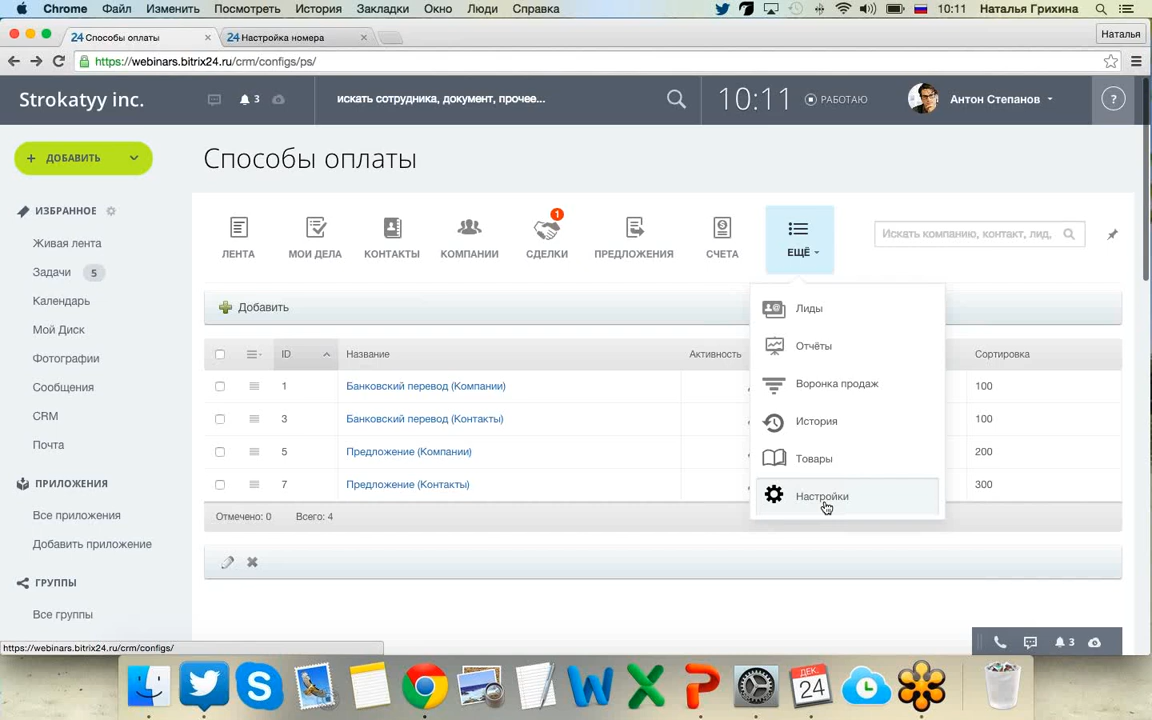 Chrome Файл Изменить Посмотреть История Закладки Окно Люди Справка 10:11 Наталья Грихина
24 Способы оплаты × 24 Настройка номера × Наталья
https://webinars.bitrix24.ru/crm/configs/ps/
Strokatyy inc. 3 искать сотрудника, документ, прочее... 10:11 РАБОТАЮ Антон Степанов ?
+ ДОБАВИТЬ
Способы оплаты
ИЗБРАННОЕ
Живая лента
Задачи 5
Календарь
Мой Диск
Фотографии
Сообщения
CRM
Почта
ПРИЛОЖЕНИЯ
Все приложения
Добавить приложение
ГРУППЫ
Все группы
1
ЛЕНТА МОИ ДЕЛА КОНТАКТЫ КОМПАНИИ СДЕЛКИ ПРЕДЛОЖЕНИЯ СЧЕТА ЕЩЁ
Искать компанию, контакт, лид,
Добавить
ID Название Активность Сортировка
1 Банковский перевод (Компании) 100
3 Банковский перевод (Контакты) 100
5 Предложение (Компании) 200
7 Предложение (Контакты) 300
Отмечено: 0 Всего: 4
Лиды
Отчёты
Воронка продаж
История
Товары
Настройки
3
https://webinars.bitrix24.ru/crm/configs/
ДЕК
24